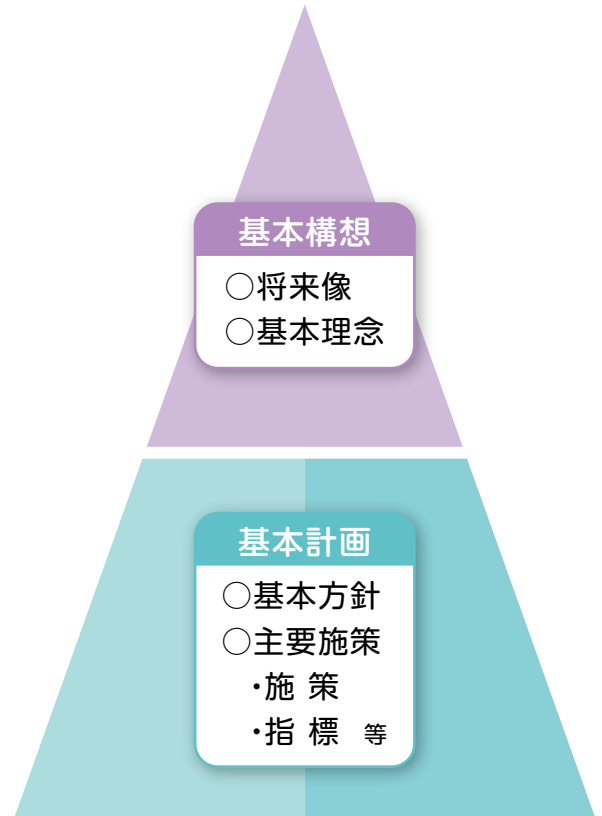 基本構想
○将来像
○基本理念
基本計画
○基本方針
○主要施策
・施 策
・指 標 等